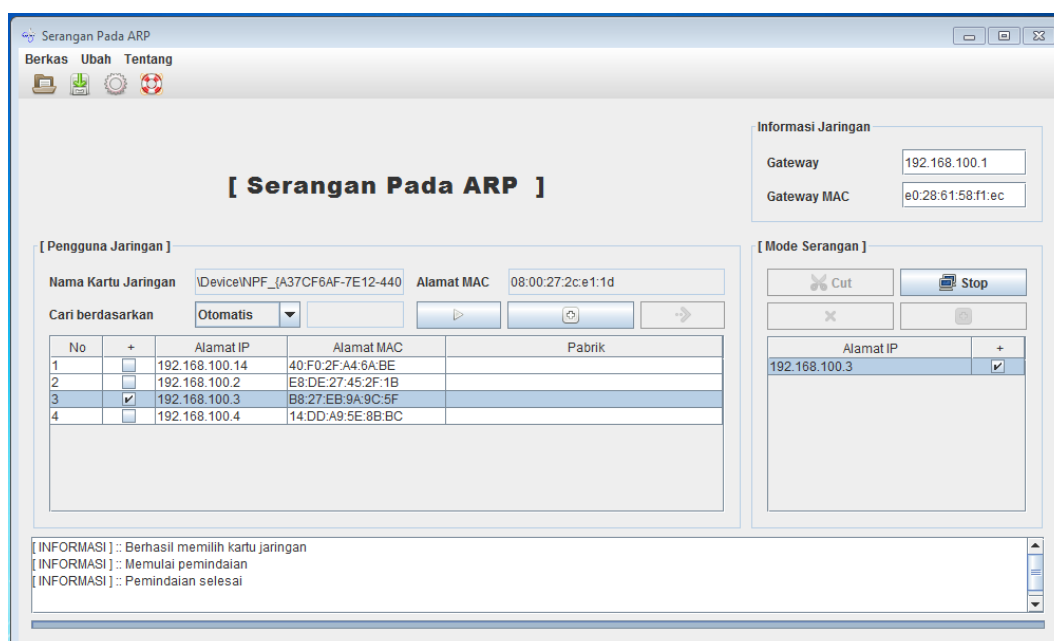 Serangan Pada ARP
Berkas Ubah Tentang
Informasi Jaringan
Gateway 192.168.100.1
Gateway MAC e0:28:61:58:f1:ec
[ Serangan Pada ARP ]
[ Pengguna Jaringan ]
Nama Kartu Jaringan \Device\NPF_{A37CF6AF-7E12-440 Alamat MAC 08:00:27:2c:e1:1d
Cari berdasarkan Otomatis
No + Alamat IP Alamat MAC Pabrik
1 192.168.100.14 40:F0:2F:A4:6A:BE
2 192.168.100.2 E8:DE:27:45:2F:1B
3 192.168.100.3 B8:27:EB:9A:9C:5F
4 192.168.100.4 14:DD:A9:5E:8B:BC
[ Mode Serangan ]
Cut Stop
Alamat IP +
192.168.100.3
[ INFORMASI ] :: Berhasil memilih kartu jaringan
[ INFORMASI ] :: Memulai pemindaian
[ INFORMASI ] :: Pemindaian selesai